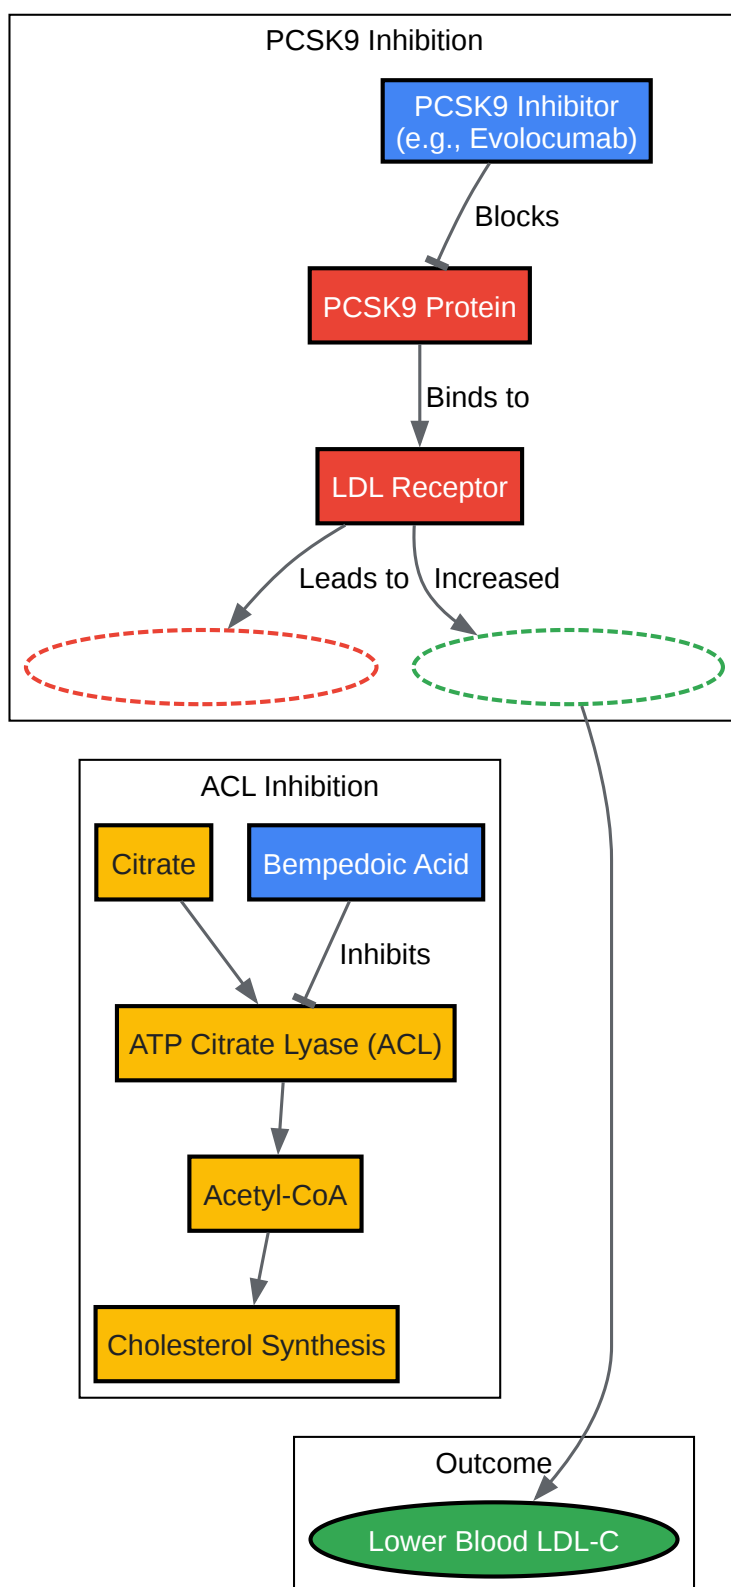 PCSK9 Inhibition
PCSK9 Inhibitor
(e.g., Evolocumab)
Blocks
PCSK9 Protein
Binds to
LDL Receptor
Leads to
Increased
ACL Inhibition
Citrate
Bempedoic Acid
Inhibits
ATP Citrate Lyase (ACL)
Acetyl-CoA
Cholesterol Synthesis
Outcome
Lower Blood LDL-C